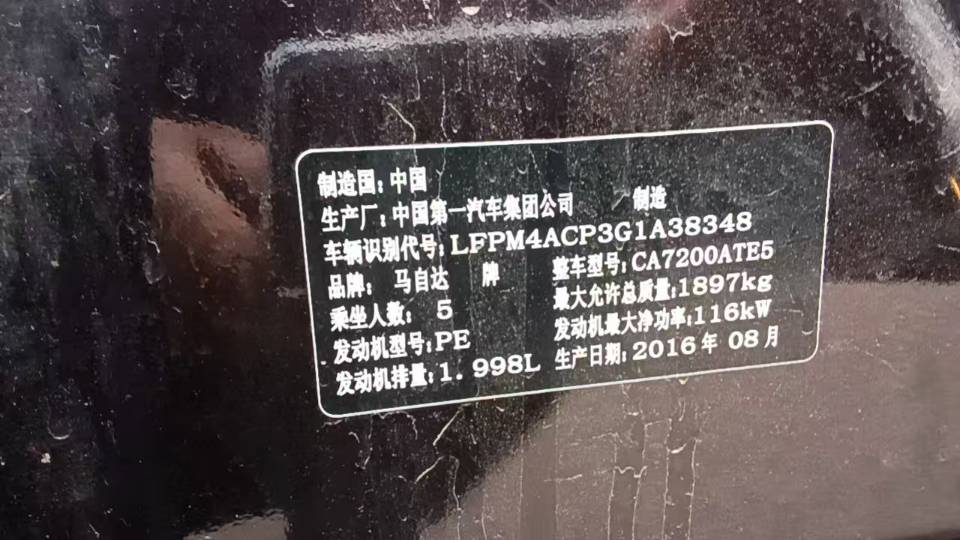 制造国：中国
生产厂：中国第一汽车集团公司 制造
车辆识别代号：LFPM4ACP3G1A38348
品牌：马自达 牌 整车型号：CA7200ATE5
乘坐人数：5 最大允许总质量：1897kg
发动机型号：PE 发动机最大净功率：116kW
发动机排量：1.998L 生产日期：2016年08月